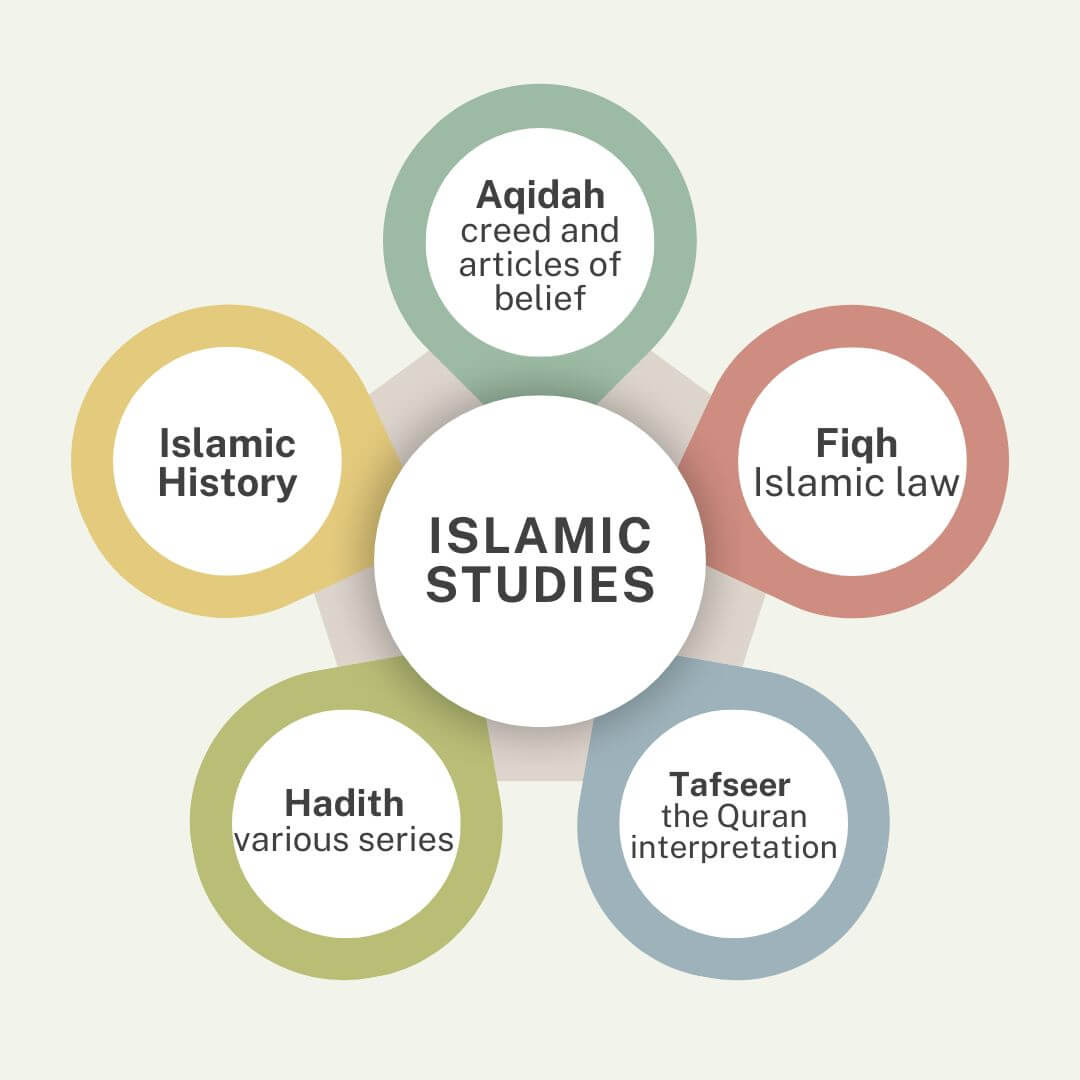 Aqidah
creed and
articles of
belief
Islamic
History
Fiqh
Islamic law
ISLAMIC
STUDIES
Hadith
various series
Tafseer
the Quran
interpretation